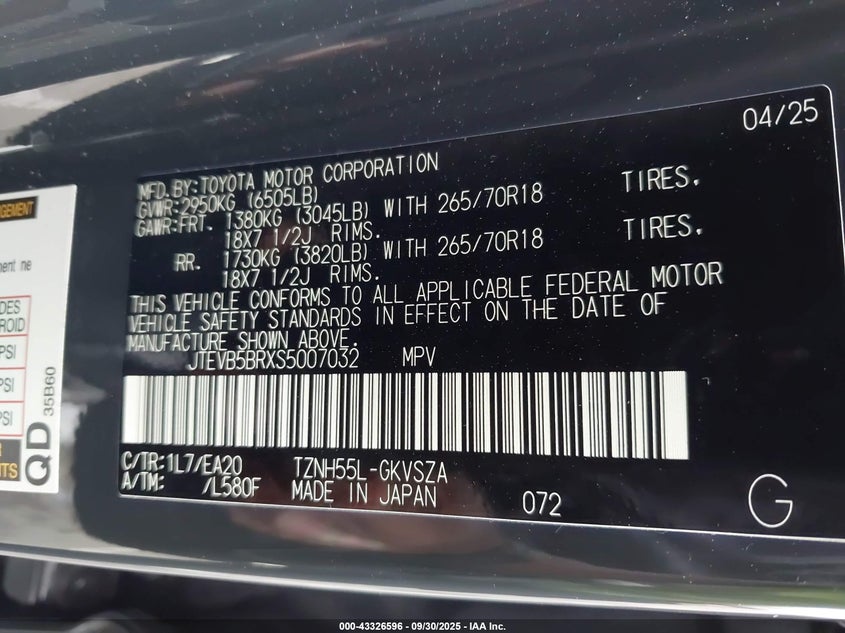 04/25
MFD.BY:TOYOTA MOTOR CORPORATION
GVWR:2950KG (6505LB)
GAWR:FRT. 1380KG (3045LB) WITH 265/70R18 TIRES.
18X7 1/2J RIMS.
RR. 1730KG (3820LB) WITH 265/70R18 TIRES.
18X7 1/2J RIMS.
THIS VEHICLE CONFORMS TO ALL APPLICABLE FEDERAL MOTOR
VEHICLE SAFETY STANDARDS IN EFFECT ON THE DATE OF
MANUFACTURE SHOWN ABOVE.
JTEVB5BRXS5007032 MPV
C/TR:1L7/EA20 TZNH55L-GKVSZA
A/TM: /L580F MADE IN JAPAN 072
G
PSI
PSI
PSI
QD
35B60
000-43326596 - 09/30/2025 - IAA Inc.